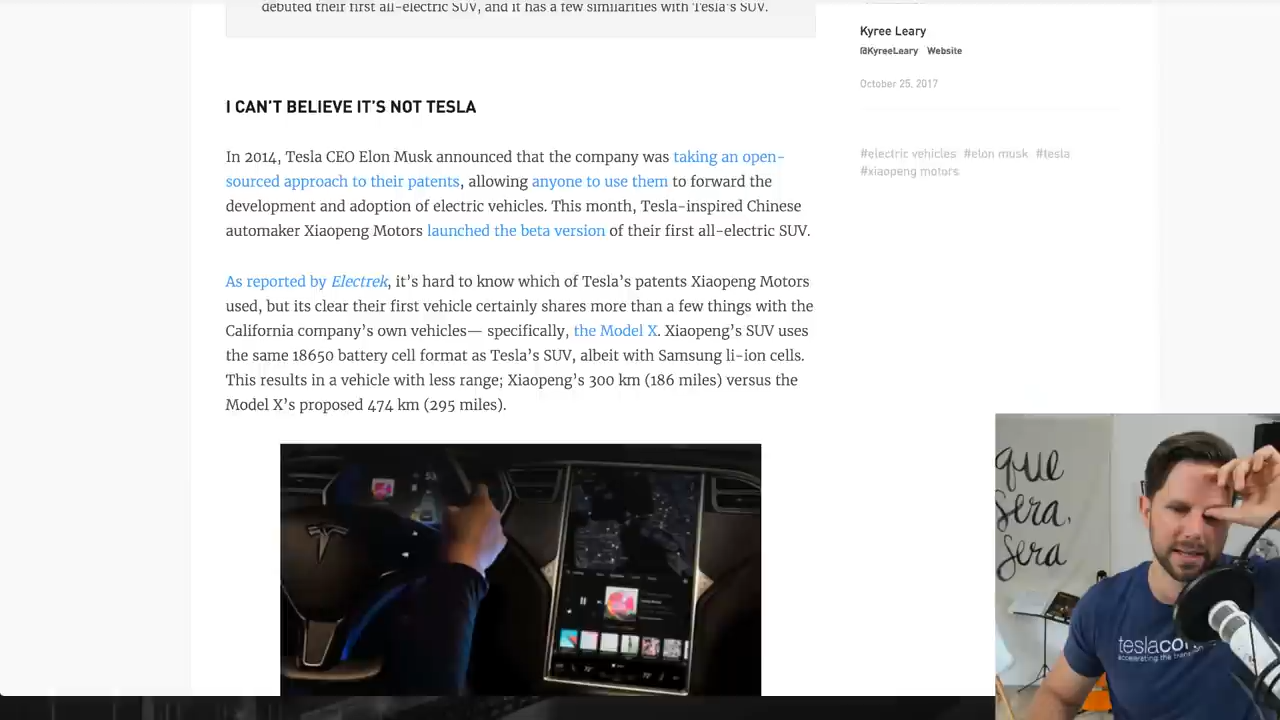 debuted their first all-electric SUV, and it has a few similarities with Tesla's SUV.
Kyree Leary
@KyreeLeary Website
October 25, 2017
#electric vehicles #elon musk #tesla
#xiaopeng motors
I CAN'T BELIEVE IT'S NOT TESLA
In 2014, Tesla CEO Elon Musk announced that the company was taking an open-
sourced approach to their patents, allowing anyone to use them to forward the
development and adoption of electric vehicles. This month, Tesla-inspired Chinese
automaker Xiaopeng Motors launched the beta version of their first all-electric SUV.
As reported by Electrek, it's hard to know which of Tesla's patents Xiaopeng Motors
used, but its clear their first vehicle certainly shares more than a few things with the
California company's own vehicles— specifically, the Model X. Xiaopeng's SUV uses
the same 18650 battery cell format as Tesla's SUV, albeit with Samsung li-ion cells.
This results in a vehicle with less range; Xiaopeng's 300 km (186 miles) versus the
Model X's proposed 474 km (295 miles).
53
que
sera,
sera
teslaco
accelerating the tra